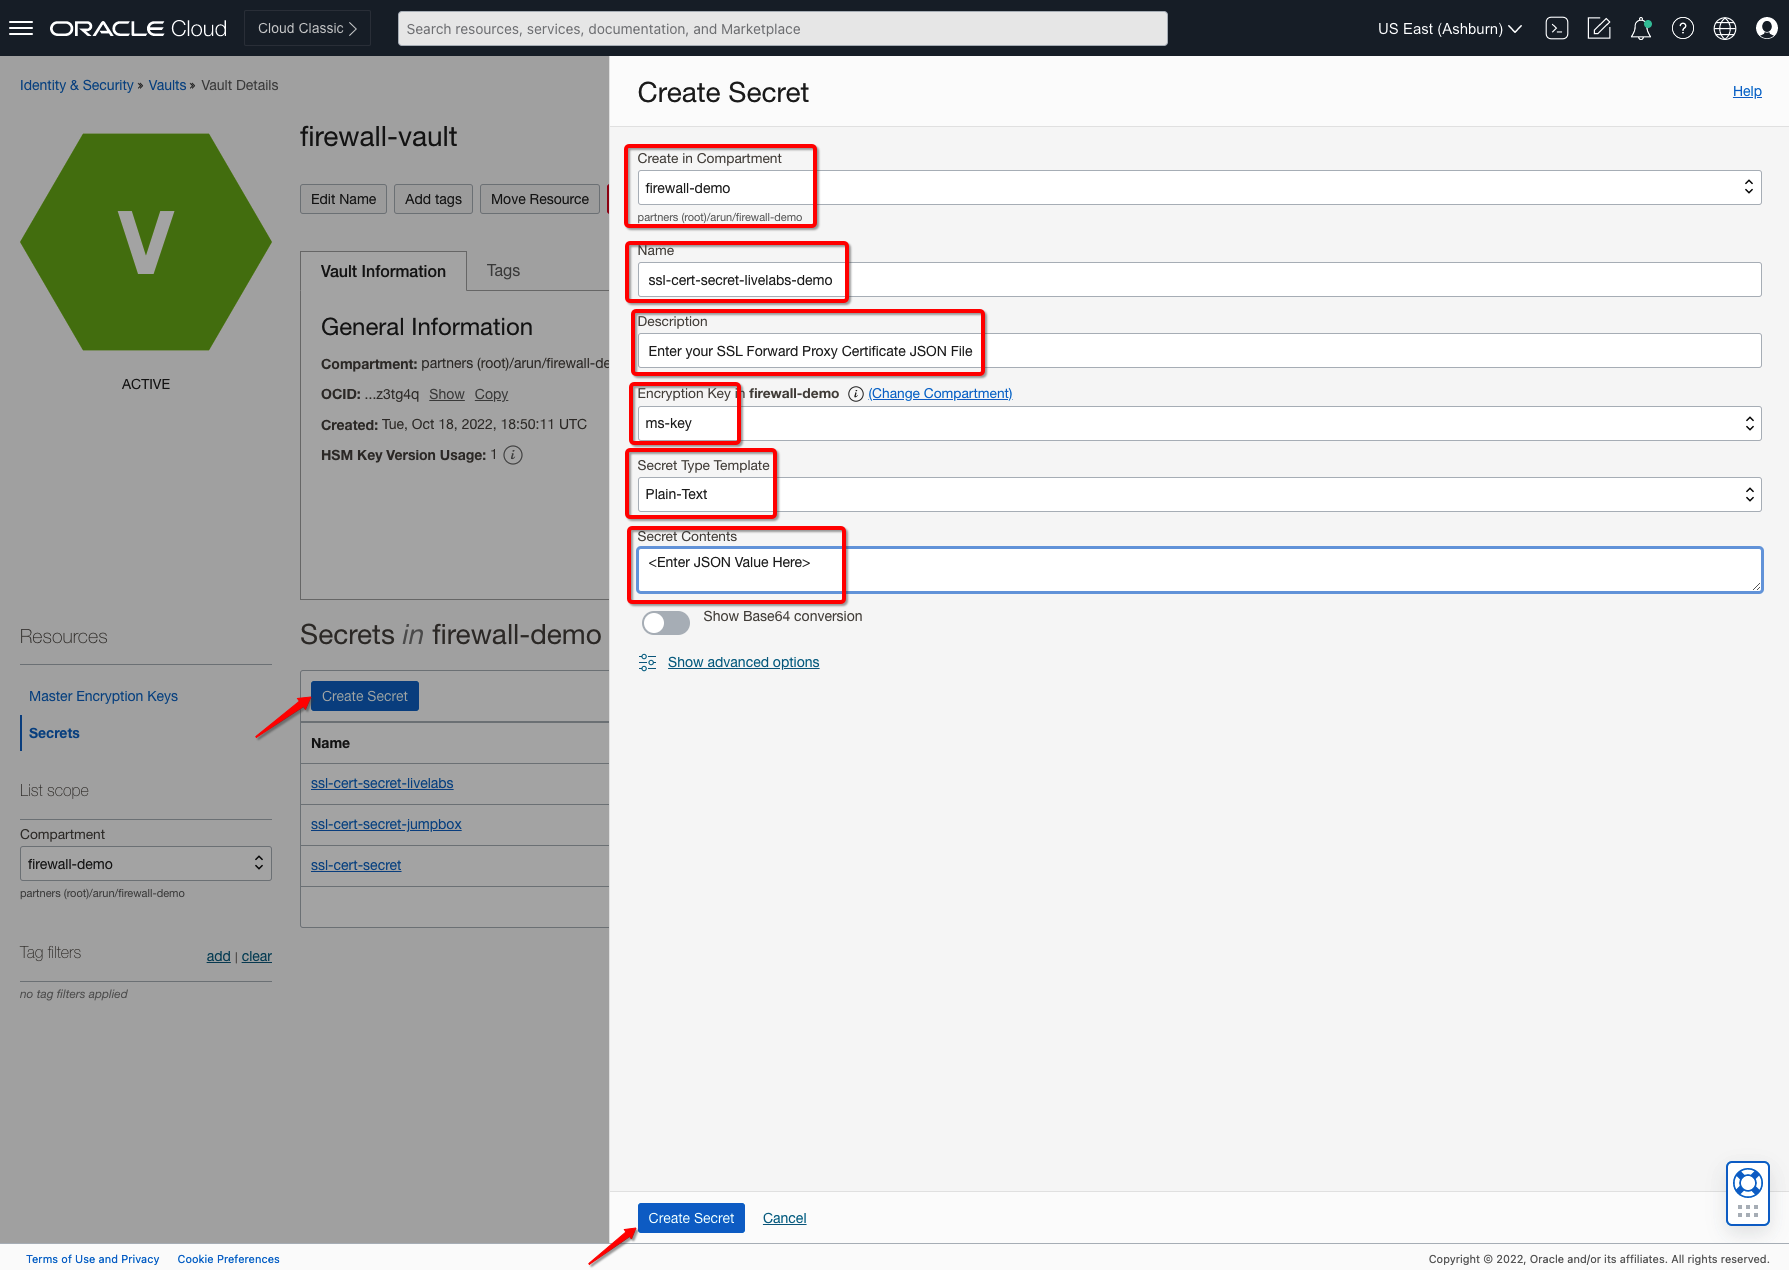 ORACLE Cloud
Cloud Classic
Search resources, services, documentation, and Marketplace
US East (Ashburn)
Identity & Security » Vaults » Vault Details
V
ACTIVE
firewall-vault
Edit Name
Add tags
Move Resource
Vault Information
Tags
General Information
Compartment: partners (root)/arun/firewall-de
OCID: ...z3tg4q Show Copy
Created: Tue, Oct 18, 2022, 18:50:11 UTC
HSM Key Version Usage: 1
Resources
Master Encryption Keys
Secrets
List scope
Compartment
firewall-demo
partners (root)/arun/firewall-demo
Tag filters
add | clear
no tag filters applied
Secrets in firewall-demo
Create Secret
Name
ssl-cert-secret-livelabs
ssl-cert-secret-jumpbox
ssl-cert-secret
Create Secret
Help
Create in Compartment
firewall-demo
partners (root)/arun/firewall-demo
Name
ssl-cert-secret-livelabs-demo
Description
Enter your SSL Forward Proxy Certificate JSON File
Encryption Key in firewall-demo (Change Compartment)
ms-key
Secret Type Template
Plain-Text
Secret Contents
<Enter JSON Value Here>
Show Base64 conversion
Show advanced options
Create Secret
Cancel
Terms of Use and Privacy
Cookie Preferences
Copyright © 2022, Oracle and/or its affiliates. All rights reserved.